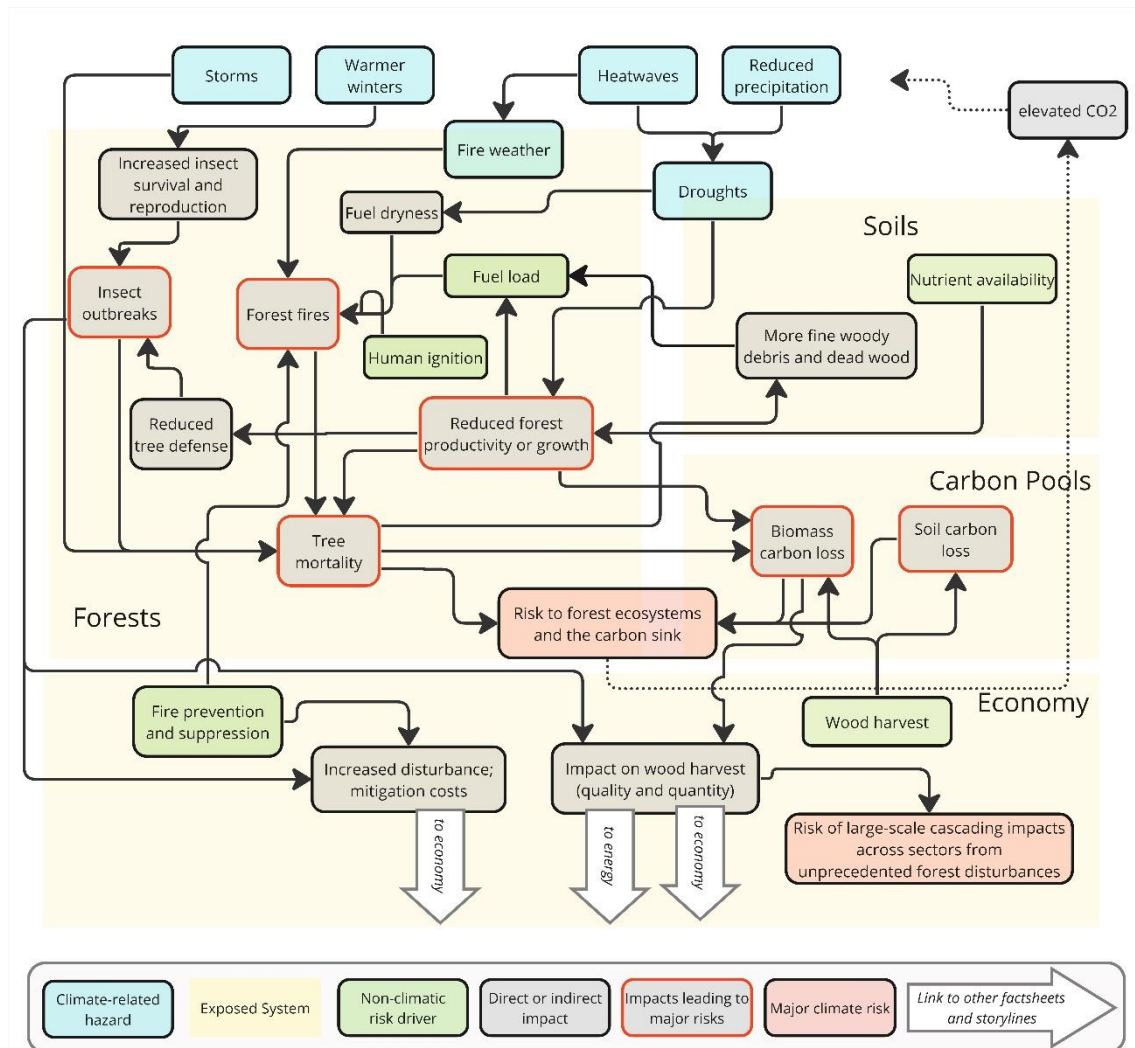 Storms
Warmer
winters
Heatwaves
Reduced
precipitation
elevated CO2
Increased insect
survival and
reproduction
Fire weather
Droughts
Fuel dryness
Soils
Insect
outbreaks
Forest fires
Fuel load
Nutrient availability
Human ignition
More fine woody
debris and dead wood
Reduced
tree defense
Reduced forest
productivity or growth
Carbon Pools
Tree
mortality
Biomass
carbon loss
Soil carbon
loss
Forests
Risk to forest ecosystems
and the carbon sink
Economy
Fire prevention
and suppression
Wood harvest
Increased disturbance;
mitigation costs
Impact on wood harvest
(quality and quantity)
to economy
to energy
to economy
Risk of large-scale cascading impacts
across sectors from
unprecedented forest disturbances
Climate-related
hazard
Exposed System
Non-climatic
risk driver
Direct or indirect
impact
Impacts leading to
major risks
Major climate risk
Link to other factsheets
and storylines